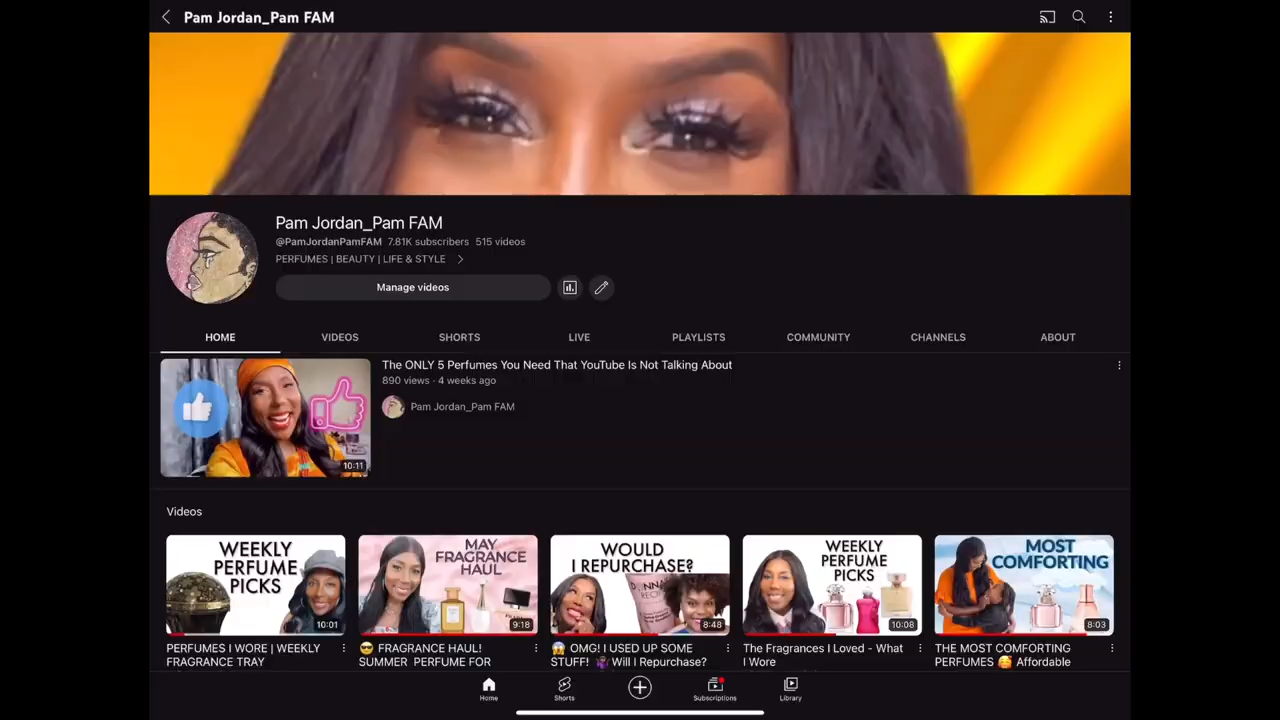 Pam Jordan_Pam FAM
Pam Jordan_Pam FAM
@PamJordanPamFAM 7.81K subscribers 515 videos
PERFUMES | BEAUTY | LIFE & STYLE
Manage videos
HOME VIDEOS SHORTS LIVE PLAYLISTS COMMUNITY CHANNELS ABOUT
The ONLY 5 Perfumes You Need That YouTube Is Not Talking About
890 views · 4 weeks ago
Pam Jordan_Pam FAM
10:11
Videos
WEEKLY
PERFUME
PICKS
10:01
PERFUMES I WORE | WEEKLY
FRAGRANCE TRAY
MAY
FRAGRANCE
HAUL
9:18
😎 FRAGRANCE HAUL!
SUMMER PERFUME FOR
WOULD
I REPURCHASE?
8:48
😱 OMG! I USED UP SOME
STUFF! 🤷🏿‍♀️ Will I Repurchase?
WEEKLY
PERFUME
PICKS
10:08
The Fragrances I Loved - What
I Wore
MOST
COMFORTING
8:03
THE MOST COMFORTING
PERFUMES 🥰 Affordable
Home Shorts Subscriptions Library